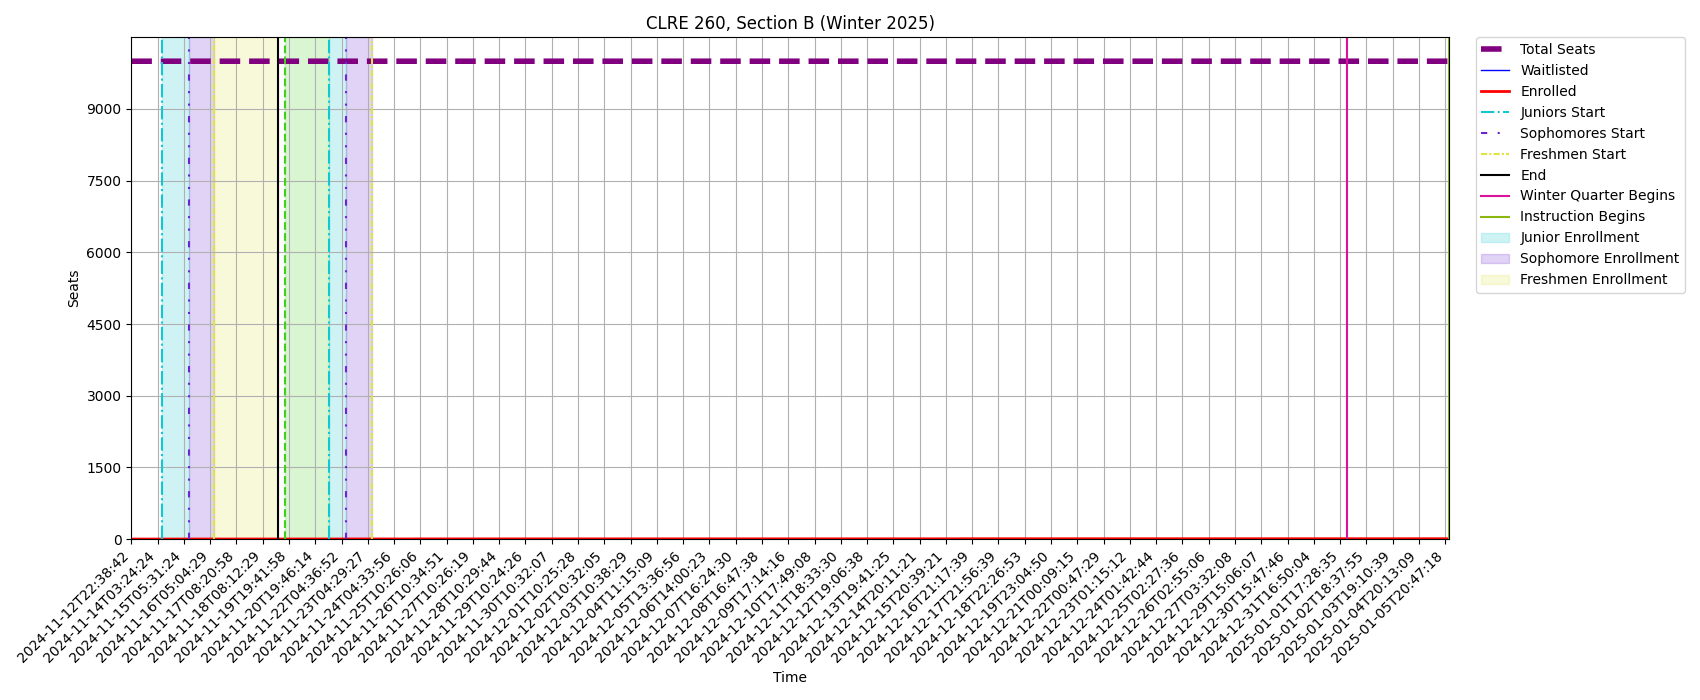 CLRE 260, Section B (Winter 2025)
Total Seats
Waitlisted
Enrolled
Juniors Start
Sophomores Start
Freshmen Start
End
Winter Quarter Begins
Instruction Begins
Junior Enrollment
Sophomore Enrollment
Freshmen Enrollment
Seats
9000
7500
6000
4500
3000
1500
0
2024-11-12T22:38:42
2024-11-14T03:24:24
2024-11-15T05:31:24
2024-11-16T05:04:29
2024-11-17T08:20:58
2024-11-18T08:12:29
2024-11-19T19:41:58
2024-11-20T19:46:14
2024-11-22T04:36:52
2024-11-23T04:29:27
2024-11-24T04:33:56
2024-11-25T10:26:06
2024-11-26T10:34:51
2024-11-27T10:26:19
2024-11-28T10:29:44
2024-11-29T10:24:26
2024-11-30T10:32:07
2024-12-01T10:25:28
2024-12-02T10:32:05
2024-12-03T10:38:29
2024-12-04T11:15:09
2024-12-05T13:36:56
2024-12-06T14:00:23
2024-12-07T16:24:30
2024-12-08T16:47:38
2024-12-09T17:14:16
2024-12-10T17:49:08
2024-12-11T18:33:30
2024-12-12T19:06:38
2024-12-13T19:41:25
2024-12-14T20:11:21
2024-12-15T20:39:21
2024-12-16T21:17:39
2024-12-17T21:56:39
2024-12-18T22:26:53
2024-12-19T23:04:50
2024-12-21T00:09:15
2024-12-22T00:47:29
2024-12-23T01:15:12
2024-12-24T01:42:44
2024-12-25T02:27:36
2024-12-26T02:55:06
2024-12-27T03:32:08
2024-12-29T15:06:07
2024-12-30T15:47:46
2024-12-31T16:50:04
2025-01-01T17:28:35
2025-01-02T18:37:55
2025-01-03T19:10:39
2025-01-04T20:13:09
2025-01-05T20:47:18
Time